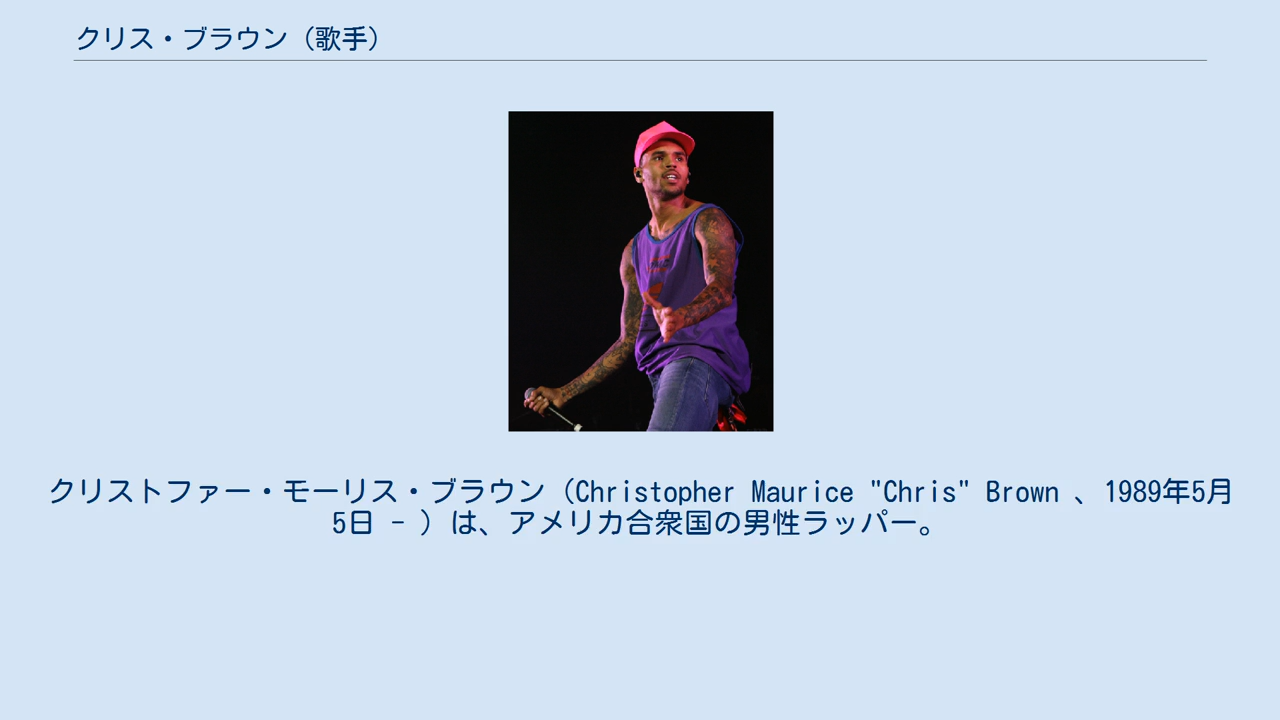 クリス・ブラウン（歌手）
クリストファー・モーリス・ブラウン（Christopher Maurice "Chris" Brown 、1989年5月
5日 - ）は、アメリカ合衆国の男性ラッパー。